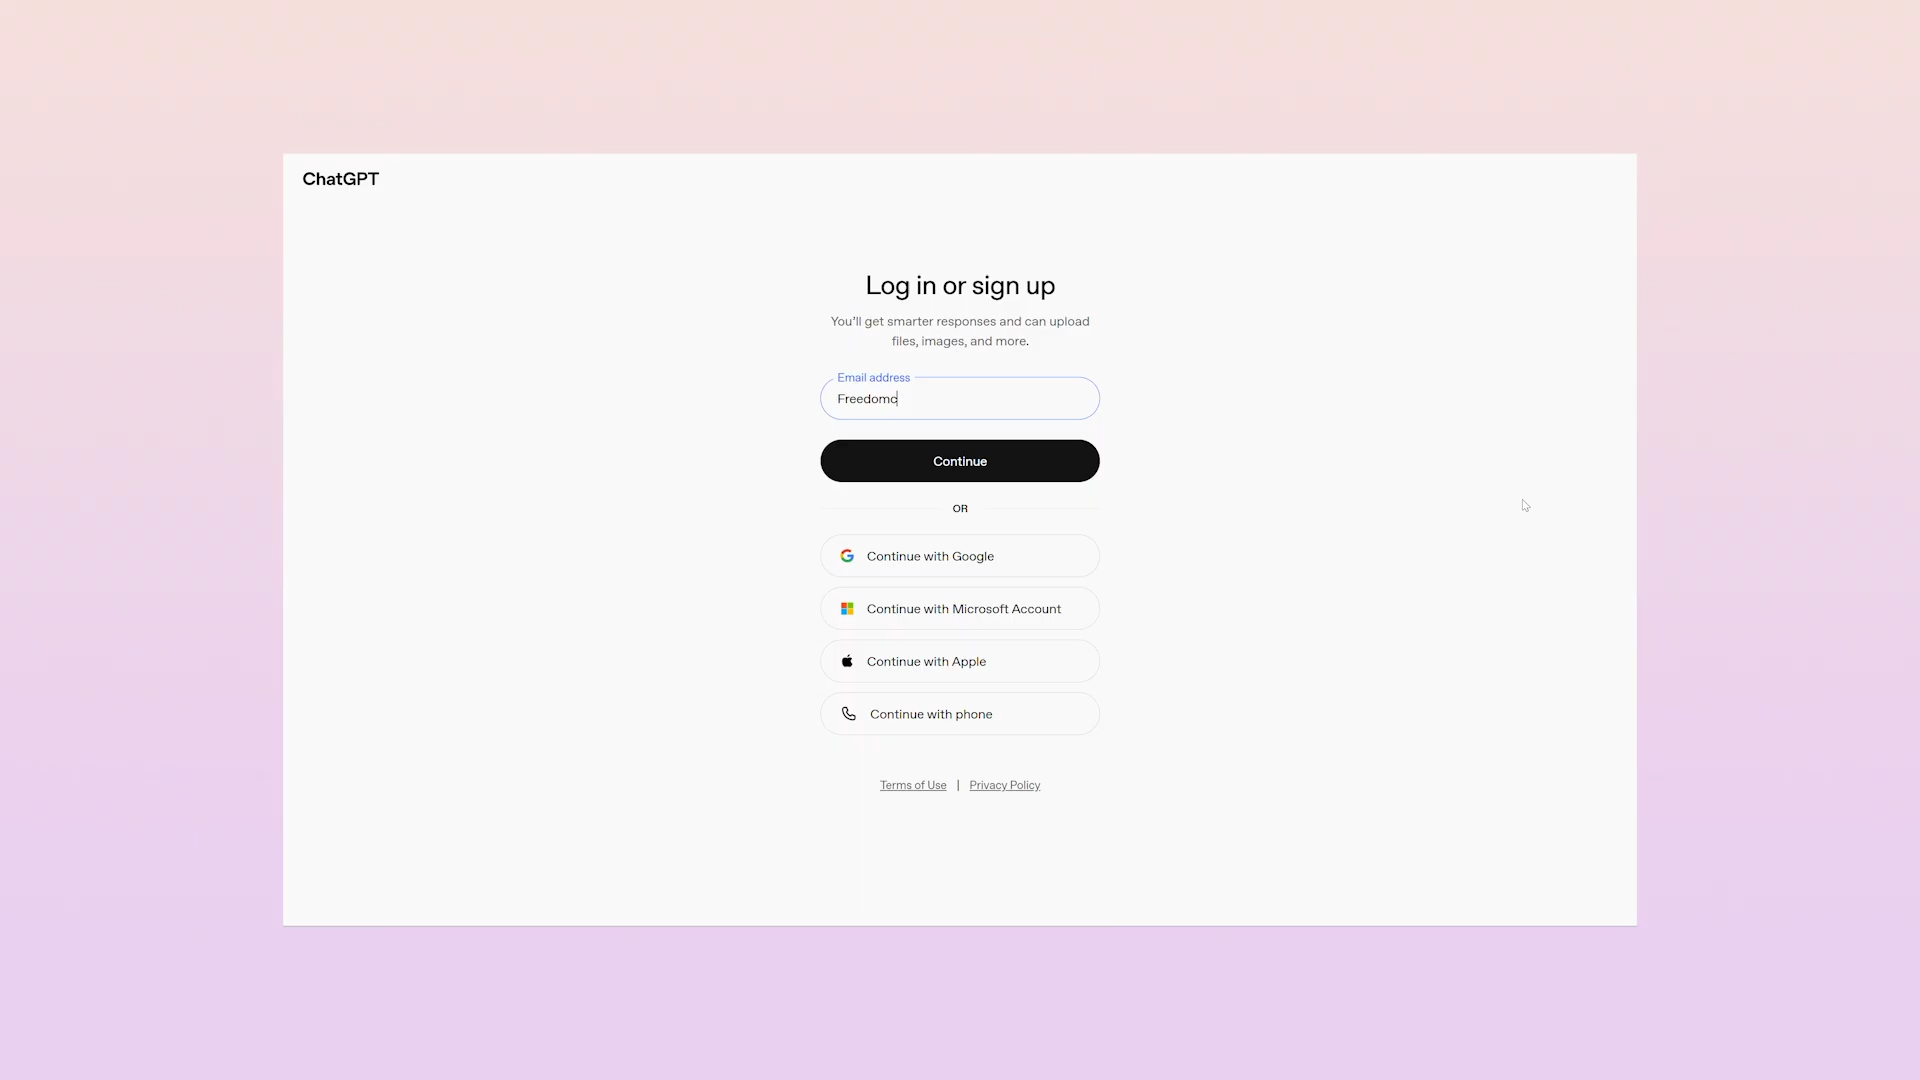 ChatGPT
Log in or sign up
You'll get smarter responses and can upload
files, images, and more.
Email address
Freedomc
Continue
OR
Continue with Google
Continue with Microsoft Account
Continue with Apple
Continue with phone
Terms of Use | Privacy Policy